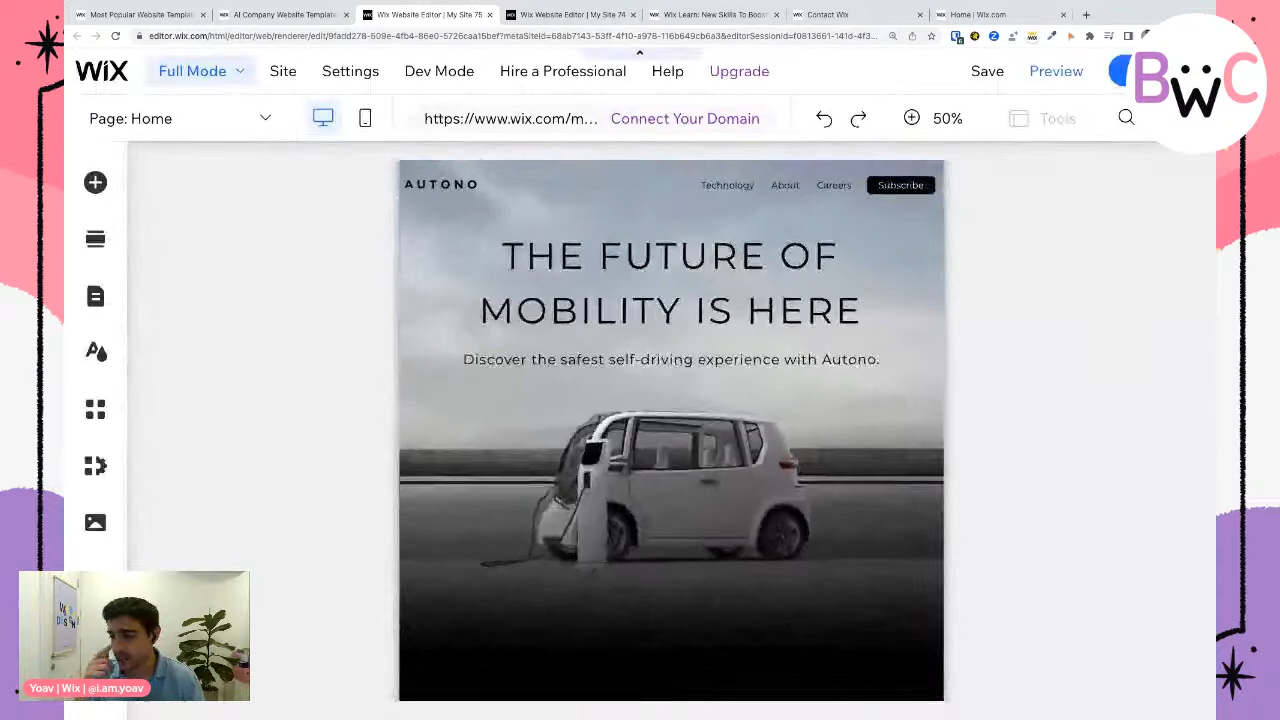 Most Popular Website Templat
AI Company Website Template
Wix Website Editor | My Site 75
Wix Website Editor | My Site 74
Wix Learn: New Skills To Boo
Contact Wix
Home | Wix.com
WiX
Full Mode
Site
Settings
Dev Mode
Hire a Professional
Help
Upgrade
Save
Preview
BWC
Page: Home
https://www.wix.com/m...
Connect Your Domain
50%
Tools
AUTONO
Technology
About
Careers
Subscribe
THE FUTURE OF
MOBILITY IS HERE
Discover the safest self-driving experience with Autono.
Yoav | Wix | @i.am.yoav